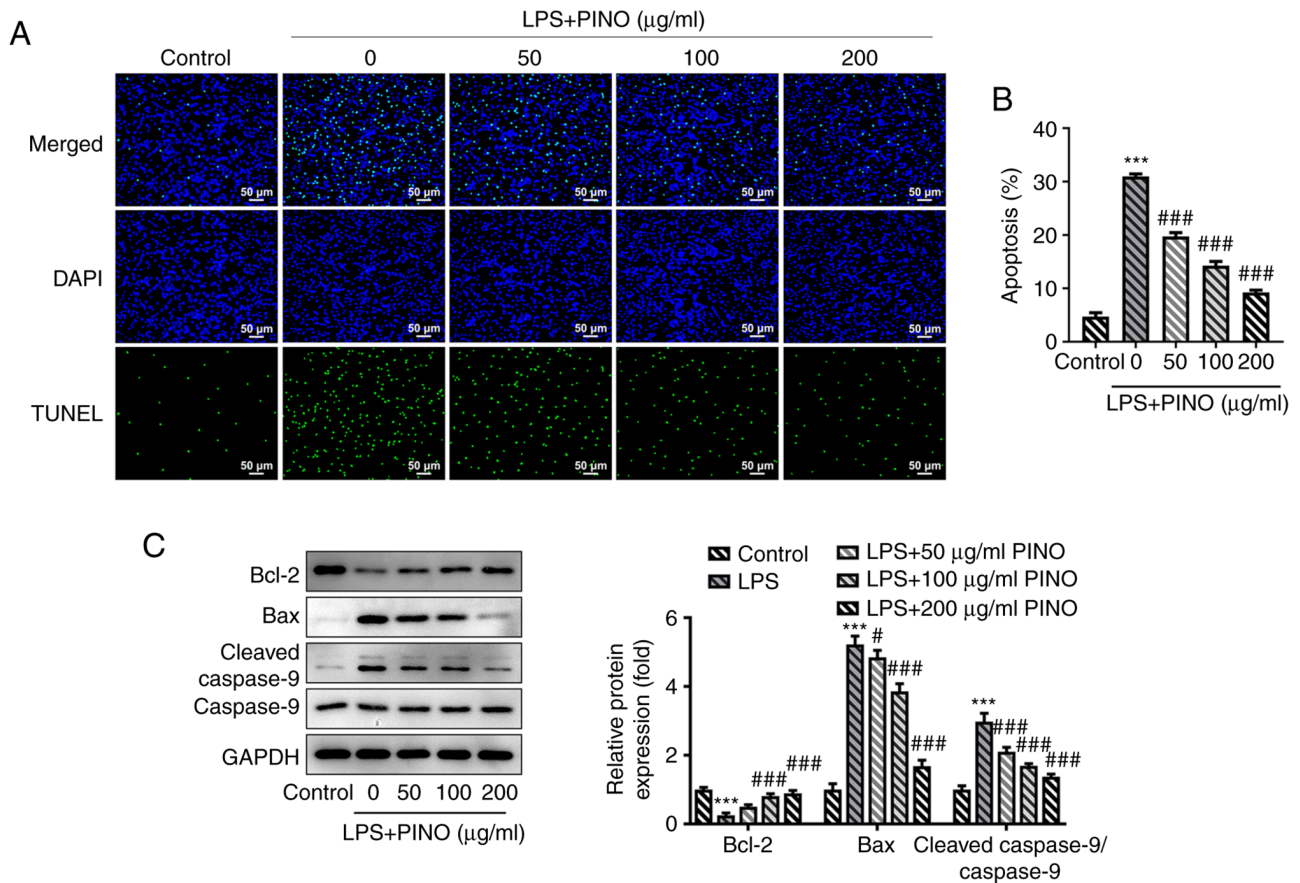 A
LPS+PINO (µg/ml)
Control 0 50 100 200
Merged
50 µm 50 µm 50 µm 50 µm 50 µm
DAPI
50 µm 50 µm 50 µm 50 µm 50 µm
TUNEL
50 µm 50 µm 50 µm 50 µm 50 µm
B
40
30
20
10
0
Apoptosis (%)
*** ### ### ###
Control 0 50 100 200
LPS+PINO (µg/ml)
C
Bcl-2
Bax
Cleaved
caspase-9
Caspase-9
GAPDH
Control 0 50 100 200
LPS+PINO (µg/ml)
Control
LPS
LPS+50 µg/ml PINO
LPS+100 µg/ml PINO
LPS+200 µg/ml PINO
6
4
2
0
Relative protein
expression (fold)
*** ### ###
*** # ### ###
*** ### ### ###
Bcl-2 Bax Cleaved caspase-9/
caspase-9